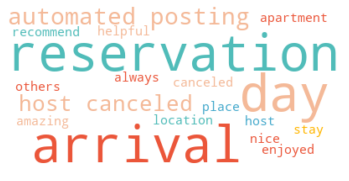 automated posting apartment
recommend helpful
reservation
others always canceled
host canceled place day
amazing location host stay
arrival nice
enjoyed